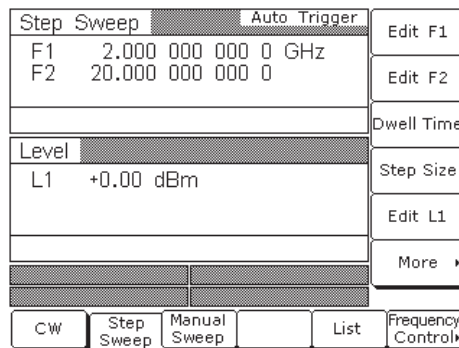 Step Sweep
Auto Trigger
F1 2.000 000 000 0 GHz
F2 20.000 000 000 0
Level
L1 +0.00 dBm
Edit F1
Edit F2
Dwell Time
Step Size
Edit L1
More
CW
Step
Sweep
Manual
Sweep
List
Frequency
Control